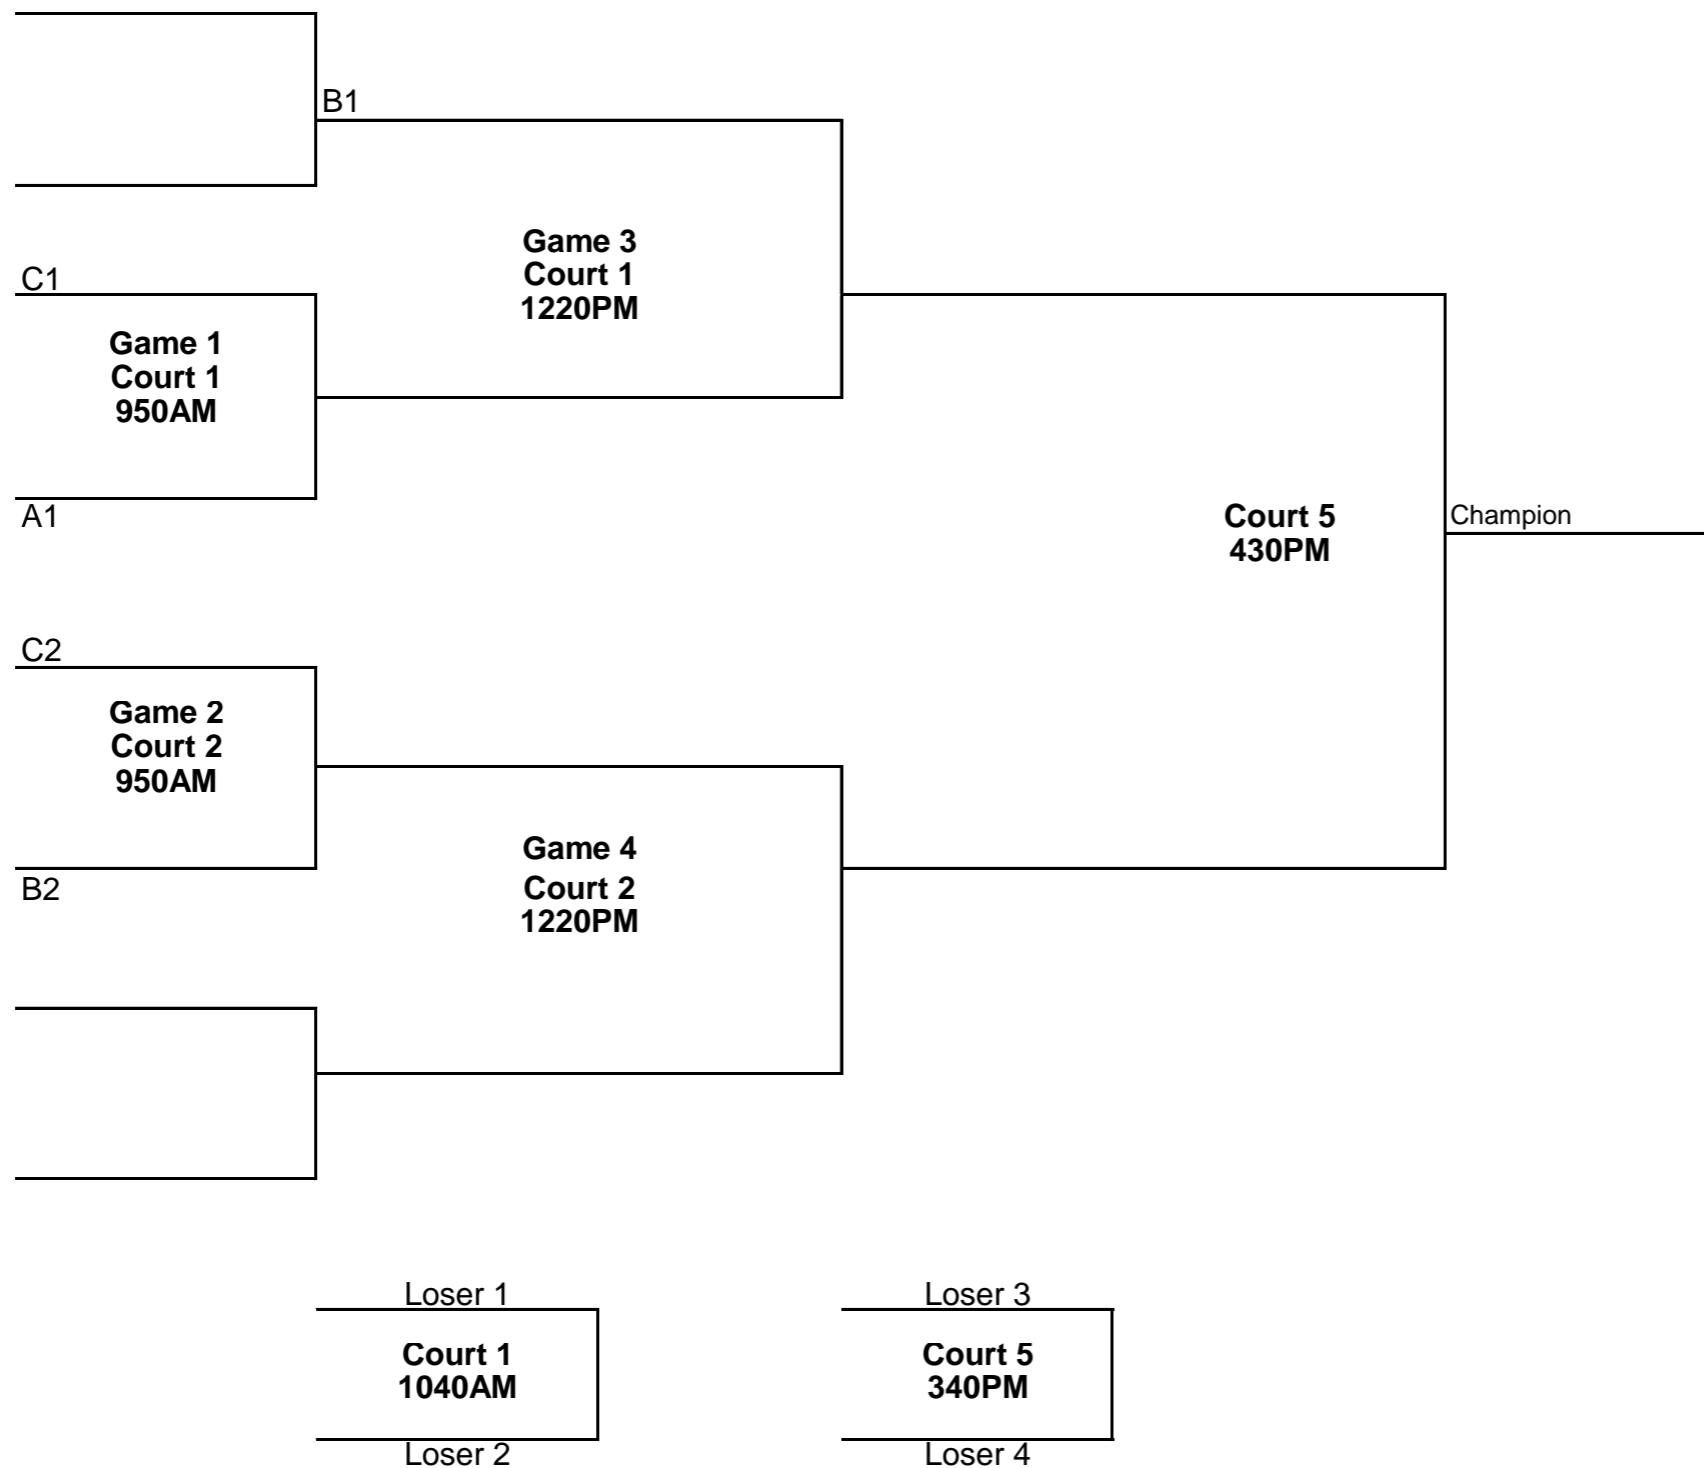 B1
Game 3
Court 1
1220PM
C1
Game 1
Court 1
950AM
A1
Court 5
430PM
Champion
C2
Game 2
Court 2
950AM
Game 4
Court 2
1220PM
B2
Loser 1
Court 1
1040AM
Loser 2
Loser 3
Court 5
340PM
Loser 4